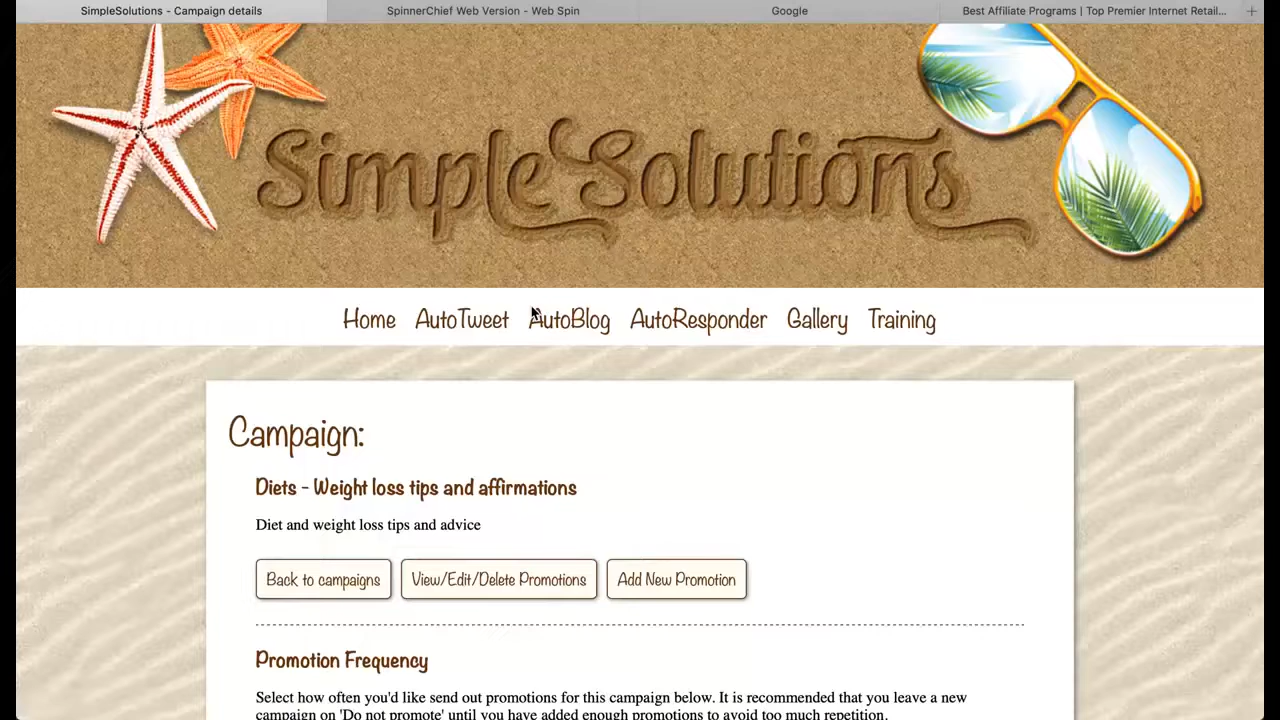 SimpleSolutions - Campaign details
SpinnerChief Web Version - Web Spin
Google
Best Affiliate Programs | Top Premier Internet Retail...
Simple Solutions
Home AutoTweet AutoBlog AutoResponder Gallery Training
Campaign:
Diets - Weight loss tips and affirmations
Diet and weight loss tips and advice
Back to campaigns View/Edit/Delete Promotions Add New Promotion
Promotion Frequency
Select how often you'd like send out promotions for this campaign below. It is recommended that you leave a new
campaign on 'Do not promote' until you have added enough promotions to avoid too much repetition.